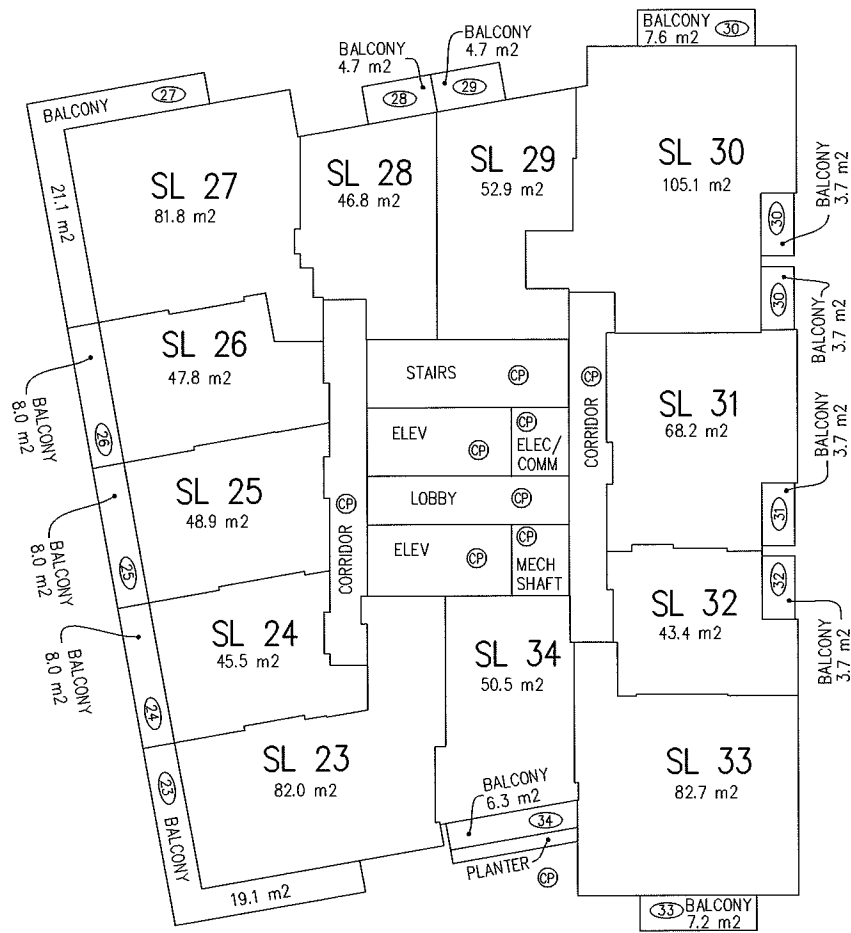 BALCONY
7.6 m2
30
BALCONY
4.7 m2
BALCONY
4.7 m2
28
29
BALCONY
27
21.1 m2
SL 27
81.8 m2
SL 28
46.8 m2
SL 29
52.9 m2
SL 30
105.1 m2
30
BALCONY
3.7 m2
30
BALCONY
3.7 m2
SL 26
47.8 m2
BALCONY
8.0 m2
26
STAIRS
CP
ELEV
CP
CP
ELEC/
COMM
LOBBY
CP
ELEV
CP
CP
MECH
SHAFT
CP
CORRIDOR
CP
CORRIDOR
SL 31
68.2 m2
31
BALCONY
3.7 m2
SL 25
48.9 m2
BALCONY
8.0 m2
25
SL 32
43.4 m2
32
BALCONY
3.7 m2
SL 24
45.5 m2
BALCONY
8.0 m2
24
SL 34
50.5 m2
SL 23
82.0 m2
23
BALCONY
19.1 m2
BALCONY
6.3 m2
34
PLANTER
CP
SL 33
82.7 m2
33
BALCONY
7.2 m2